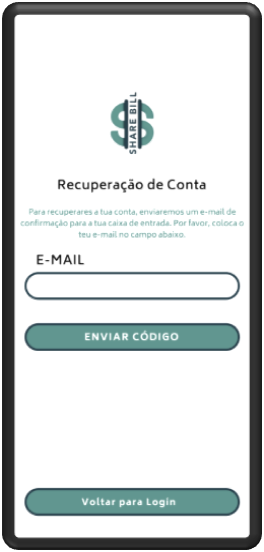 SHARE BILL
Recuperação de Conta
Para recuperares a tua conta, enviaremos um e-mail de
confirmação para a tua caixa de entrada. Por favor, coloca o
teu e-mail no campo abaixo.
E-MAIL
ENVIAR CÓDIGO
Voltar para Login